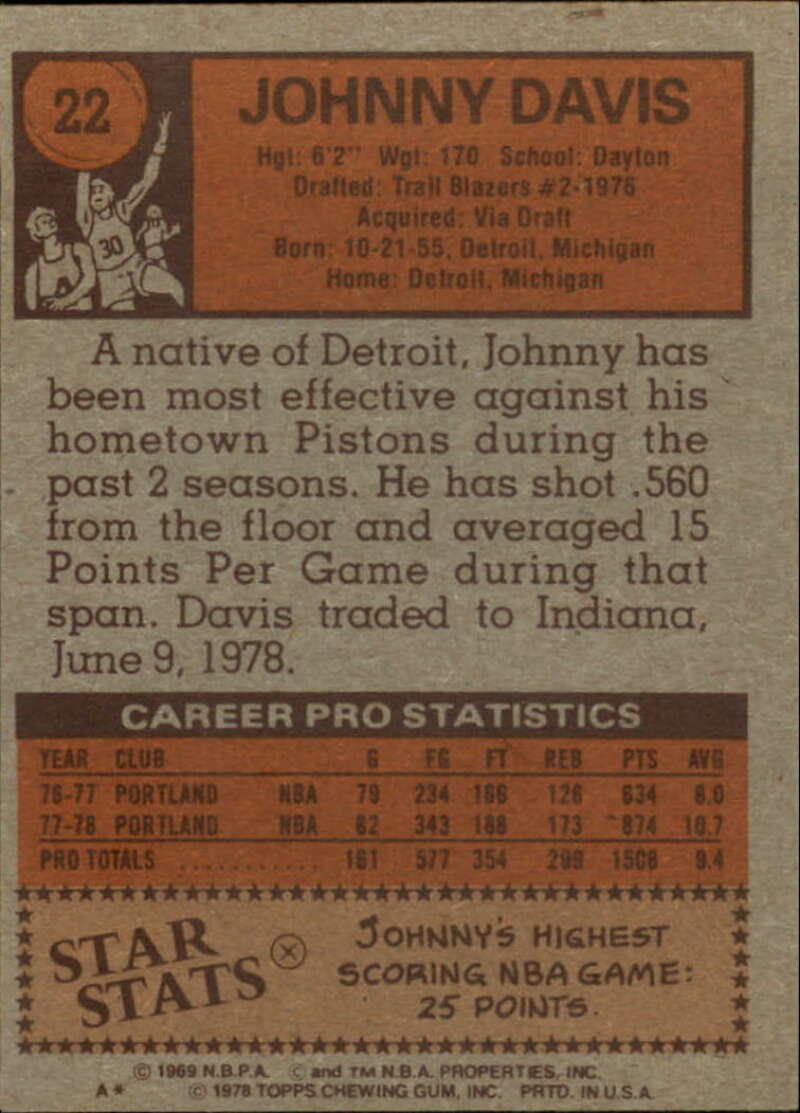 22
JOHNNY DAVIS
Hgt: 6'2" Wgt: 170 School: Dayton
Drafted: Trail Blazers #2-1976
Acquired: Via Draft
Born: 10-21-55, Detroit, Michigan
Home: Detroit, Michigan
30
A native of Detroit, Johnny has
been most effective against his
hometown Pistons during the
past 2 seasons. He has shot .560
from the floor and averaged 15
Points Per Game during that
span. Davis traded to Indiana,
June 9, 1978.
CAREER PRO STATISTICS
YEAR CLUB G FG FT REB PTS AVG
76-77 PORTLAND NBA 79 234 166 126 634 8.0
77-78 PORTLAND NBA 82 343 188 173 874 10.7
PRO TOTALS ............ 161 577 354 299 1508 9.4
STAR
STATS
JOHNNY'S HIGHEST
SCORING NBA GAME:
25 POINTS.
© 1969 N.B.P.A. © and TM N.B.A. PROPERTIES, INC.
A* © 1978 TOPPS CHEWING GUM, INC. PRTD. IN U.S.A.